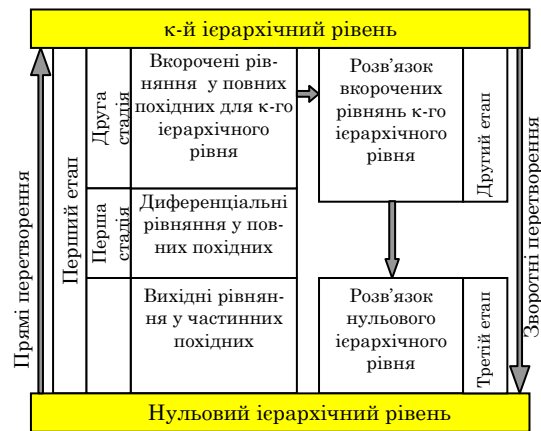 κ-й ієрархічний рівень
Прямі перетворення
Перший етап
Друга
стадія
Вкорочені рів-
няння у повних
похідних для κ-го
ієрархічного
рівня
Розв'язок
вкорочених
рівнянь κ-го
ієрархічного
рівня
Другий етап
Зворотні перетворення
Перша
стадія
Диференціальні
рівняння у пов-
них похідних
Вихідні рівнян-
ня у частинних
похідних
Розв'язок
нульового
ієрархічного
рівня
Третій етап
Нульовий ієрархічний рівень